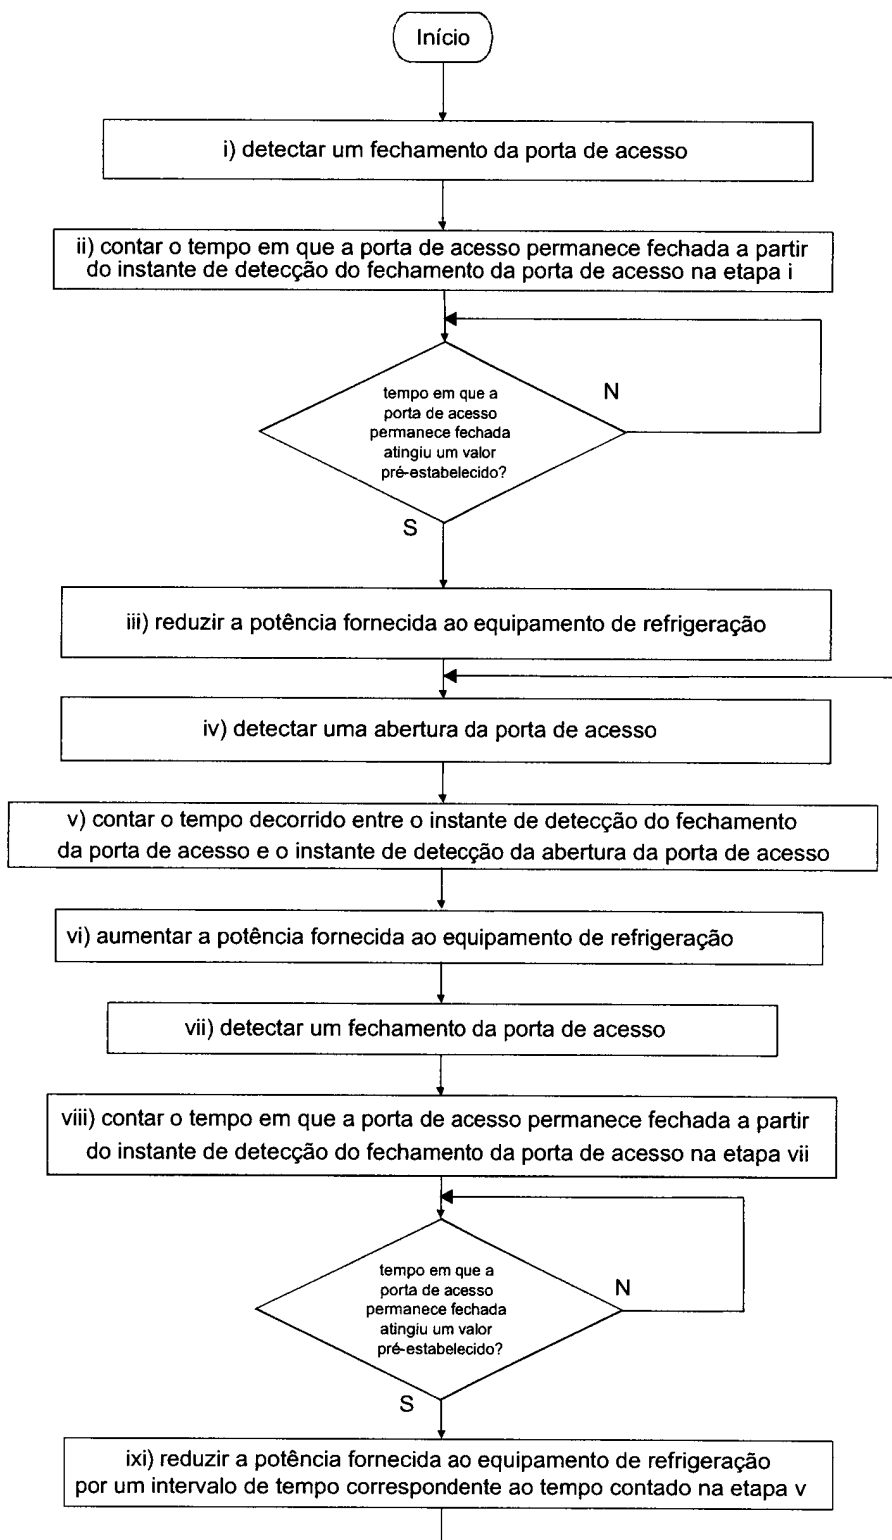 Início
i) detectar um fechamento da porta de acesso
ii) contar o tempo em que a porta de acesso permanece fechada a partir
do instante de detecção do fechamento da porta de acesso na etapa i
tempo em que a
porta de acesso
permanece fechada
atingiu um valor
pré-estabelecido?
N
S
iii) reduzir a potência fornecida ao equipamento de refrigeração
iv) detectar uma abertura da porta de acesso
v) contar o tempo decorrido entre o instante de detecção do fechamento
da porta de acesso e o instante de detecção da abertura da porta de acesso
vi) aumentar a potência fornecida ao equipamento de refrigeração
vii) detectar um fechamento da porta de acesso
viii) contar o tempo em que a porta de acesso permanece fechada a partir
do instante de detecção do fechamento da porta de acesso na etapa vii
tempo em que a
porta de acesso
permanece fechada
atingiu um valor
pré-estabelecido?
N
S
ixi) reduzir a potência fornecida ao equipamento de refrigeração
por um intervalo de tempo correspondente ao tempo contado na etapa v